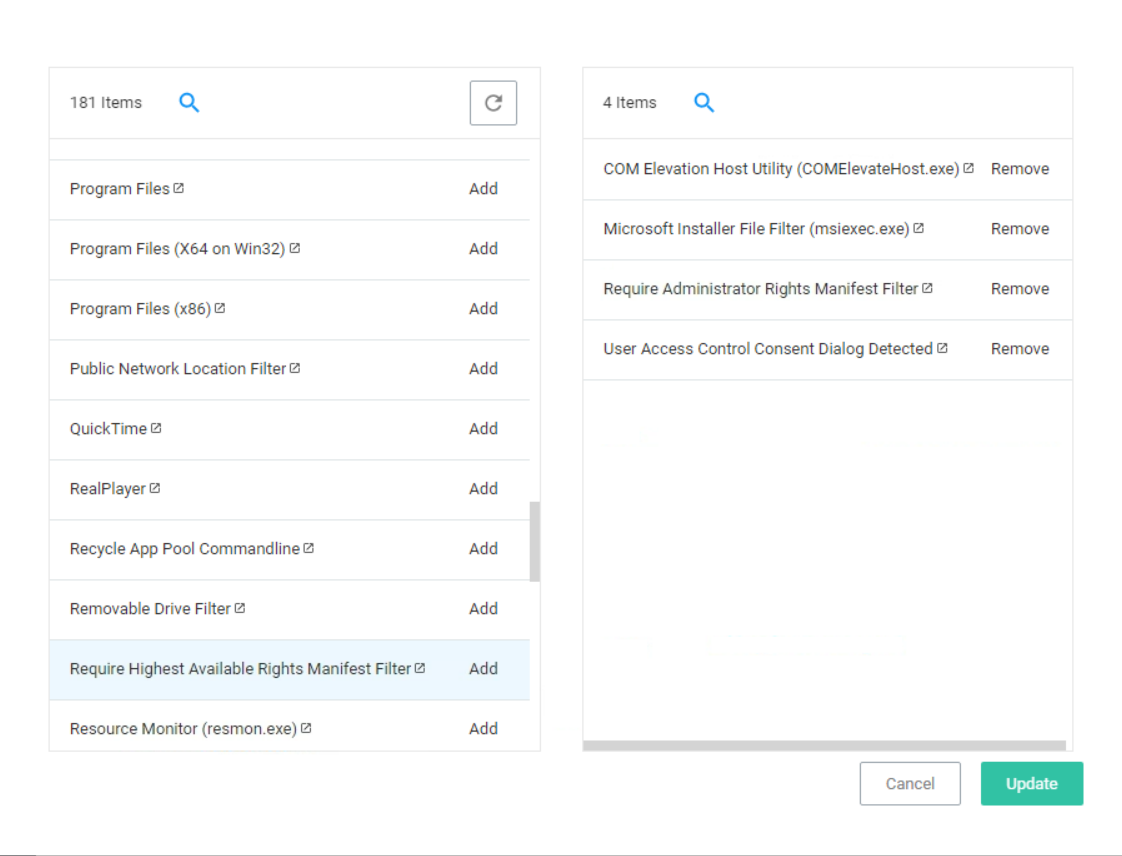 181 Items
Program Files Add
Program Files (X64 on Win32) Add
Program Files (x86) Add
Public Network Location Filter Add
QuickTime Add
RealPlayer Add
Recycle App Pool Commandline Add
Removable Drive Filter Add
Require Highest Available Rights Manifest Filter Add
Resource Monitor (resmon.exe) Add
4 Items
COM Elevation Host Utility (COMElevateHost.exe) Remove
Microsoft Installer File Filter (msiexec.exe) Remove
Require Administrator Rights Manifest Filter Remove
User Access Control Consent Dialog Detected Remove
Cancel Update